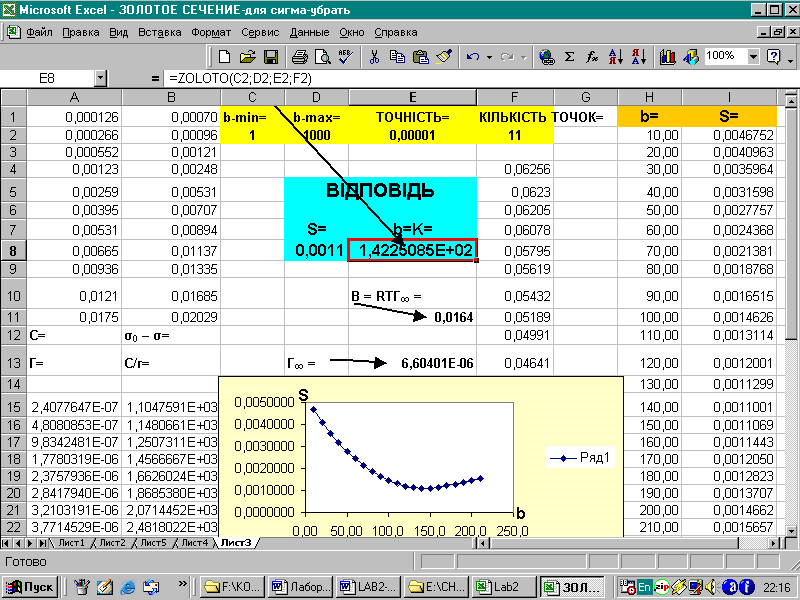 Microsoft Excel - ЗОЛОТОЕ СЕЧЕНИЕ-для сигма-убрать
Файл Правка Вид Вставка Формат Сервис Данные Окно Справка
100%
E8 = =ZOLOTO(C2;D2;E2;F2)
A B C D E F G H I
1 0,000126 0,00070 b-min= b-max= ТОЧНІСТЬ= КІЛЬКІСТЬ ТОЧОК= b= S=
2 0,000266 0,00096 1 1000 0,00001 11 10,00 0,0046752
3 0,000552 0,00121 20,00 0,0040963
4 0,00123 0,00248 0,06256 30,00 0,0035964
5 0,00259 0,00531 ВІДПОВІДЬ 0,0623 40,00 0,0031598
6 0,00395 0,00707 0,06205 50,00 0,0027757
7 0,00531 0,00894 S= b=K= 0,06078 60,00 0,0024368
8 0,00665 0,01137 0,0011 1,4225085E+02 0,05795 70,00 0,0021381
9 0,00936 0,01335 0,05619 80,00 0,0018768
10 0,0121 0,01685 B = RTГ∞ = 0,05432 90,00 0,0016515
11 0,0175 0,02029 0,0164 0,05189 100,00 0,0014626
12 C= σ0 – σ= 0,04991 110,00 0,0013114
13 Г= C/г= Г∞ = 6,60401E-06 0,04641 120,00 0,0012001
14 130,00 0,0011299
15 2,4077647E-07 1,1047591E+03 140,00 0,0011001
16 4,8080853E-07 1,1480661E+03 150,00 0,0011069
17 9,8342481E-07 1,2507311E+03 160,00 0,0011443
18 1,7780319E-06 1,4566667E+03 170,00 0,0012050
19 2,3757936E-06 1,6626024E+03 180,00 0,0012823
20 2,8417940E-06 1,8685380E+03 190,00 0,0013707
21 3,2103191E-06 2,0714452E+03 200,00 0,0014662
22 3,7714529E-06 2,4818022E+03 210,00 0,0015657
S
0,0050000
0,0040000
0,0030000
0,0020000
0,0010000
0,0000000
Ряд1
b
0,00 50,00 100,0 150,0 200,0 250,0
Лист1 Лист2 Лист5 Лист4 Лист3
Готово
Пуск » F:\KO... Лабор... LAB2-... E:\CH... Lab2 ЗОЛ... En zip 22:16